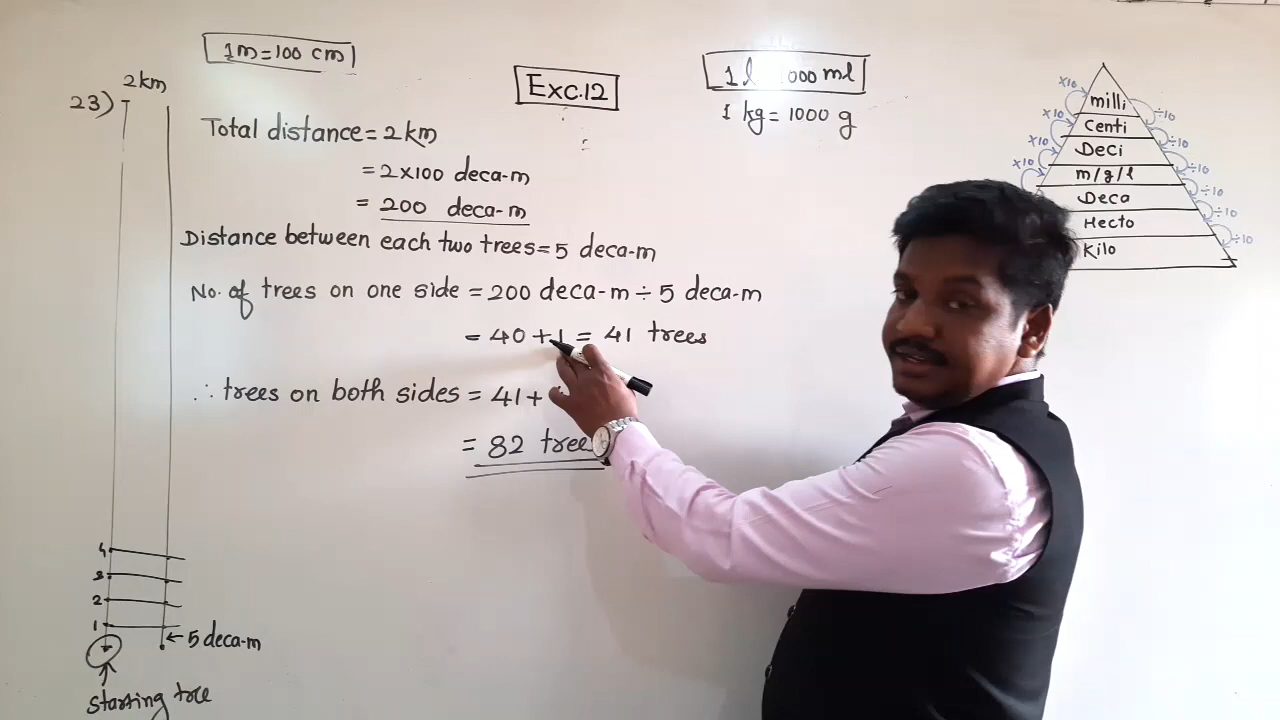 1m=100 cm
Exc.12
1 l 1000 ml
1 kg = 1000 g
2km
23)
Total distance = 2 km
= 2×100 deca-m
= 200 deca-m
Distance between each two trees = 5 deca-m
No. of trees on one side = 200 deca-m ÷ 5 deca-m
= 40 + 1 = 41 trees
∴ trees on both sides = 41 +
= 82 tree
4
3
2
1
← 5 deca-m
starting tree
×10 milli ÷10
×10 Centi ÷10
×10 Deci ÷10
m/g/l ÷10
Deca ÷10
Hecto ÷10
Kilo